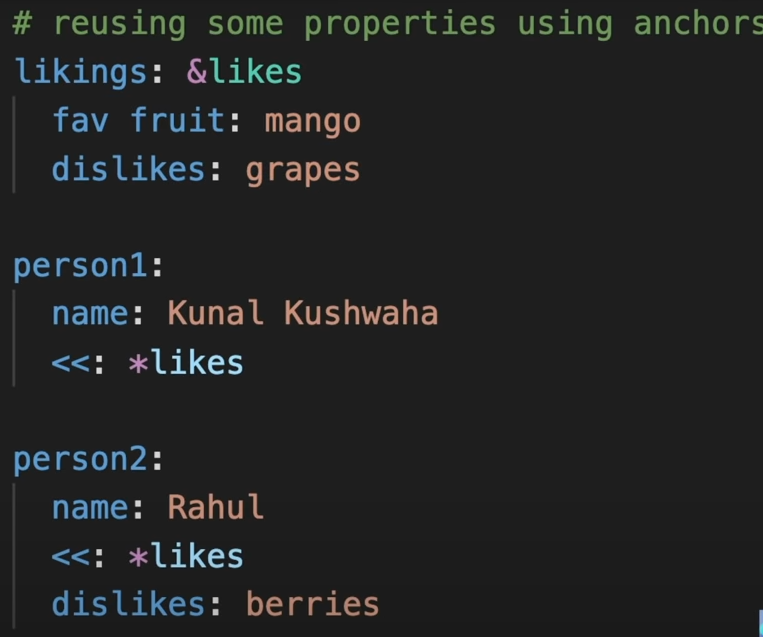 # reusing some properties using anchors
likings: &likes
  fav fruit: mango
  dislikes: grapes

person1:
  name: Kunal Kushwaha
  <<: *likes

person2:
  name: Rahul
  <<: *likes
  dislikes: berries